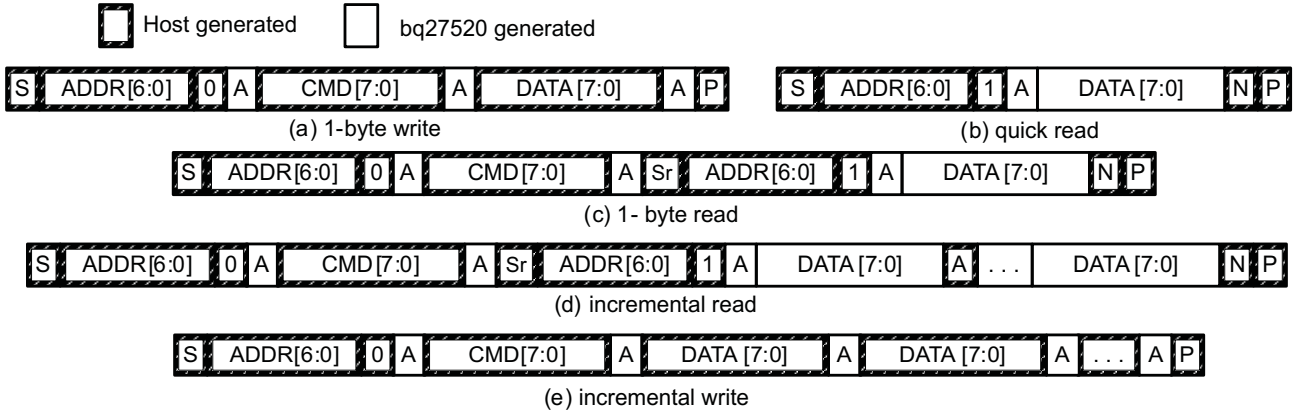 Host generated bq27520 generated
S ADDR[6:0] 0 A CMD[7:0] A DATA[7:0] A P S ADDR[6:0] 1 A DATA[7:0] N P
(a) 1-byte write (b) quick read
S ADDR[6:0] 0 A CMD[7:0] A Sr ADDR[6:0] 1 A DATA[7:0] N P
(c) 1- byte read
S ADDR[6:0] 0 A CMD[7:0] A Sr ADDR[6:0] 1 A DATA[7:0] A . . . DATA[7:0] N P
(d) incremental read
S ADDR[6:0] 0 A CMD[7:0] A DATA[7:0] A DATA[7:0] A . . . A P
(e) incremental write